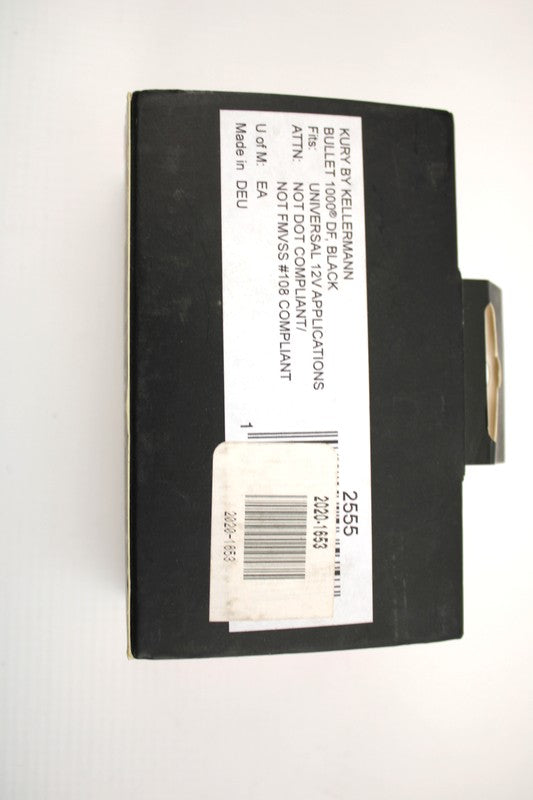 KURY BY KELLERMANN
BULLET 1000® DF, BLACK
Fits: UNIVERSAL 12V APPLICATIONS
ATTN: NOT DOT COMPLIANT/
NOT FMVSS #108 COMPLIANT
U of M: EA
Made in DEU
2555
1
2020-1653
2020-1653